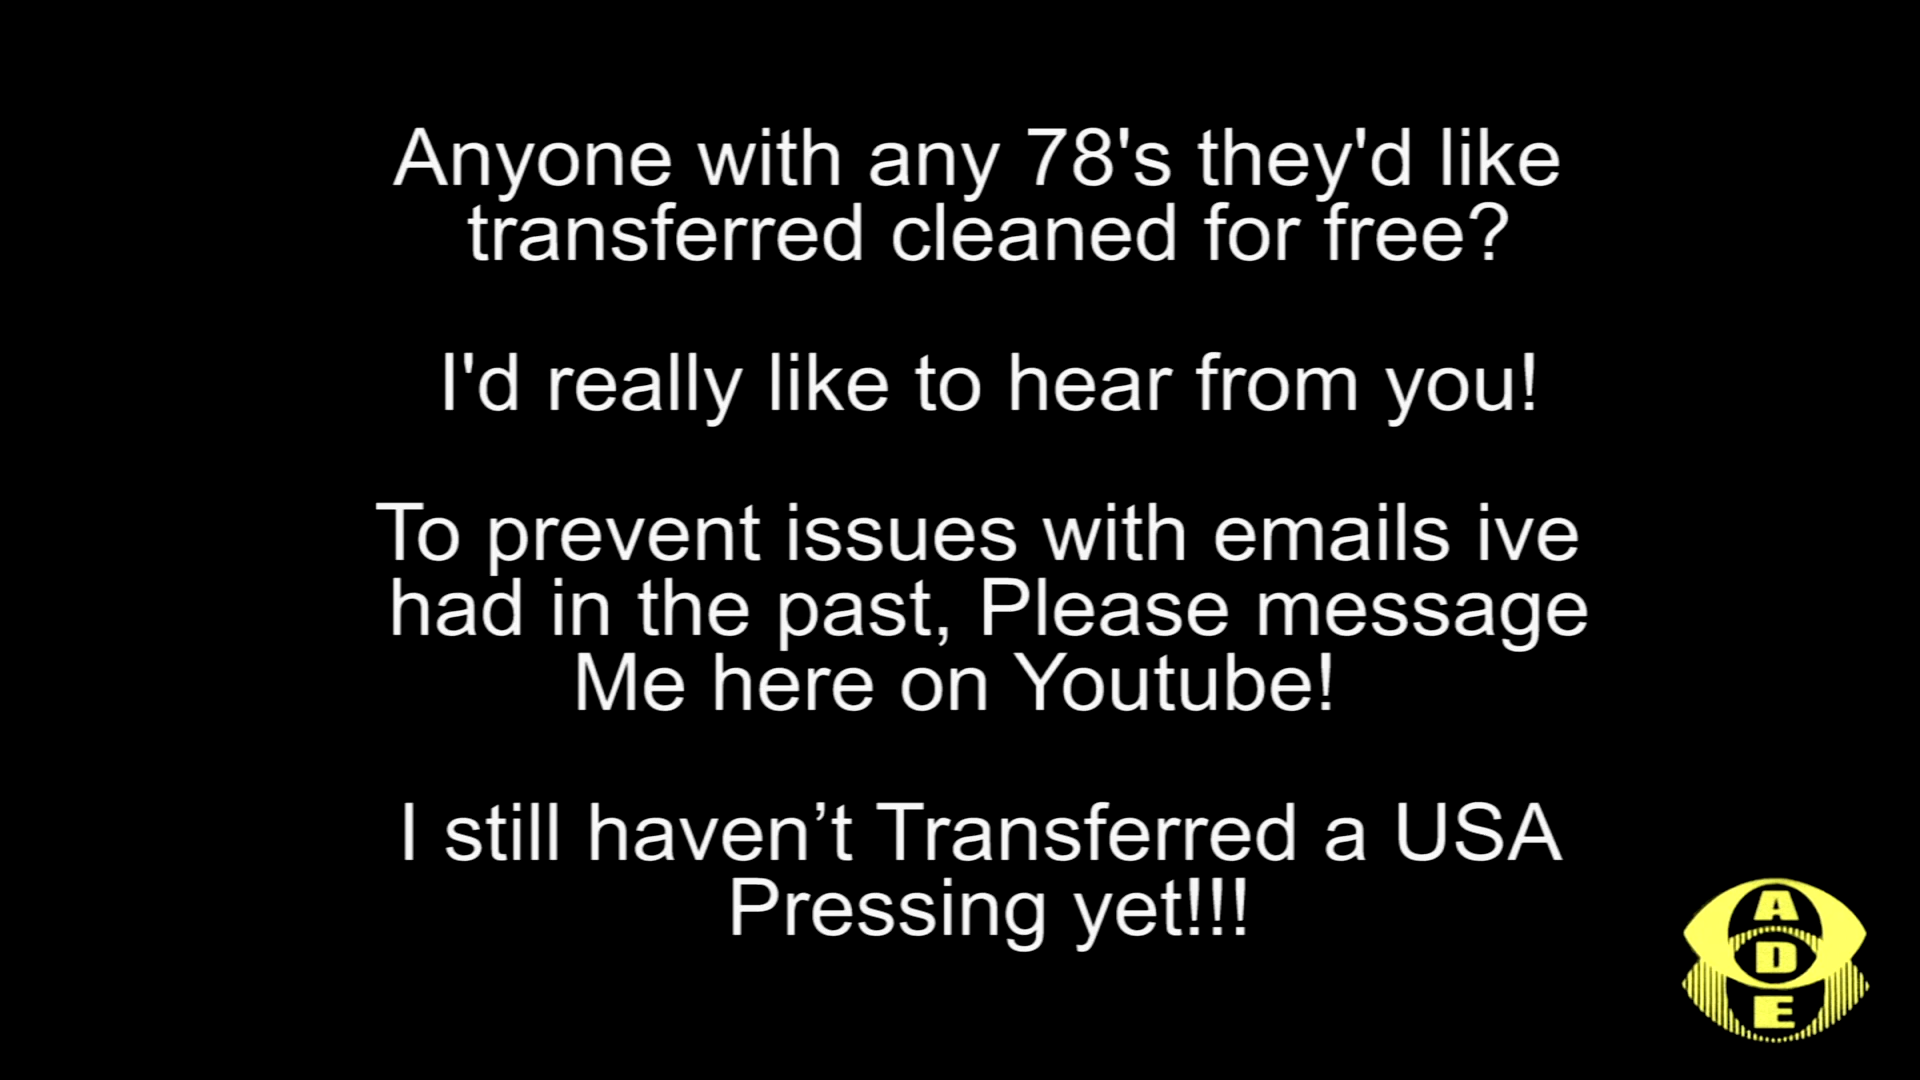 Anyone with any 78's they'd like
transferred cleaned for free?
I'd really like to hear from you!
To prevent issues with emails ive
had in the past, Please message
Me here on Youtube!
I still haven’t Transferred a USA
Pressing yet!!!
A
D
E